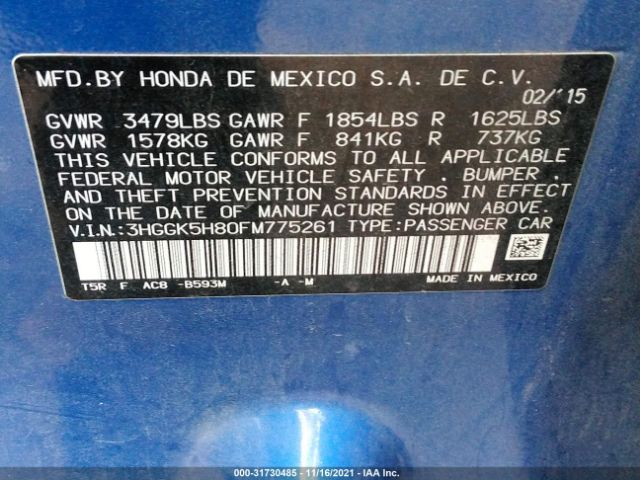 MFD.BY HONDA DE MEXICO S.A. DE C.V.
02/'15
GVWR 3479LBS GAWR F 1854LBS R 1625LBS
GVWR 1578KG GAWR F 841KG R 737KG
THIS VEHICLE CONFORMS TO ALL APPLICABLE
FEDERAL MOTOR VEHICLE SAFETY . BUMPER .
AND THEFT PREVENTION STANDARDS IN EFFECT
ON THE DATE OF MANUFACTURE SHOWN ABOVE.
V.I.N.:3HGGK5H80FM775261 TYPE:PASSENGER CAR
T5R F AC8 -B593M -A -M MADE IN MEXICO
000-31730485 - 11/16/2021 - IAA Inc.